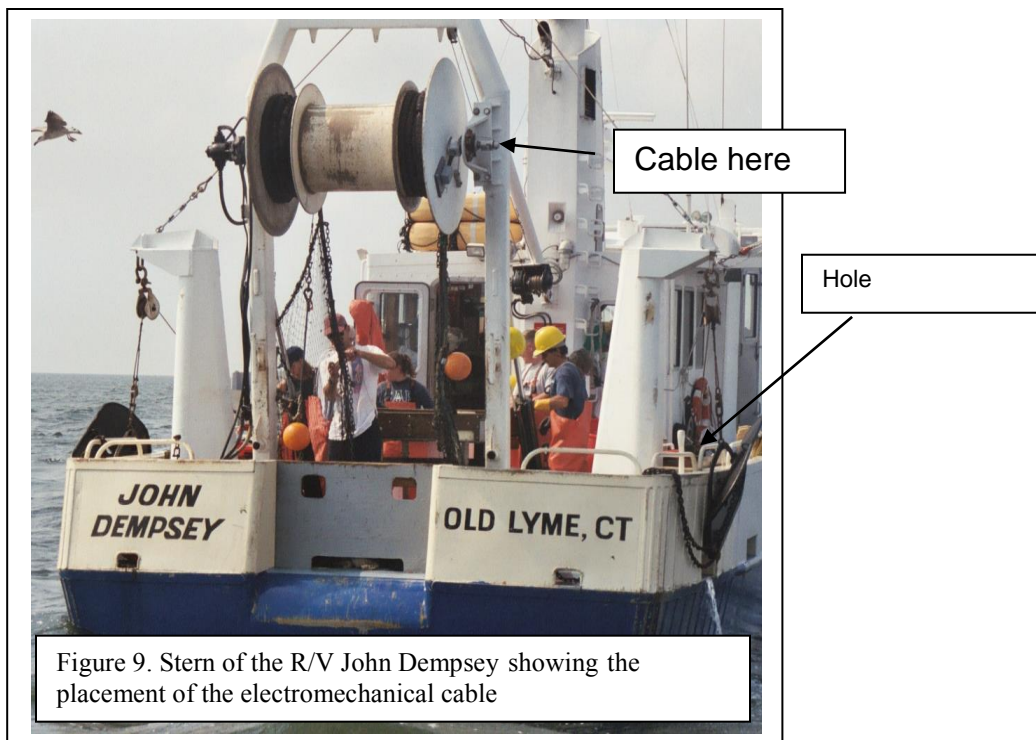 Cable here
Hole
JOHN
DEMPSEY
OLD LYME, CT
Figure 9. Stern of the R/V John Dempsey showing the
placement of the electromechanical cable